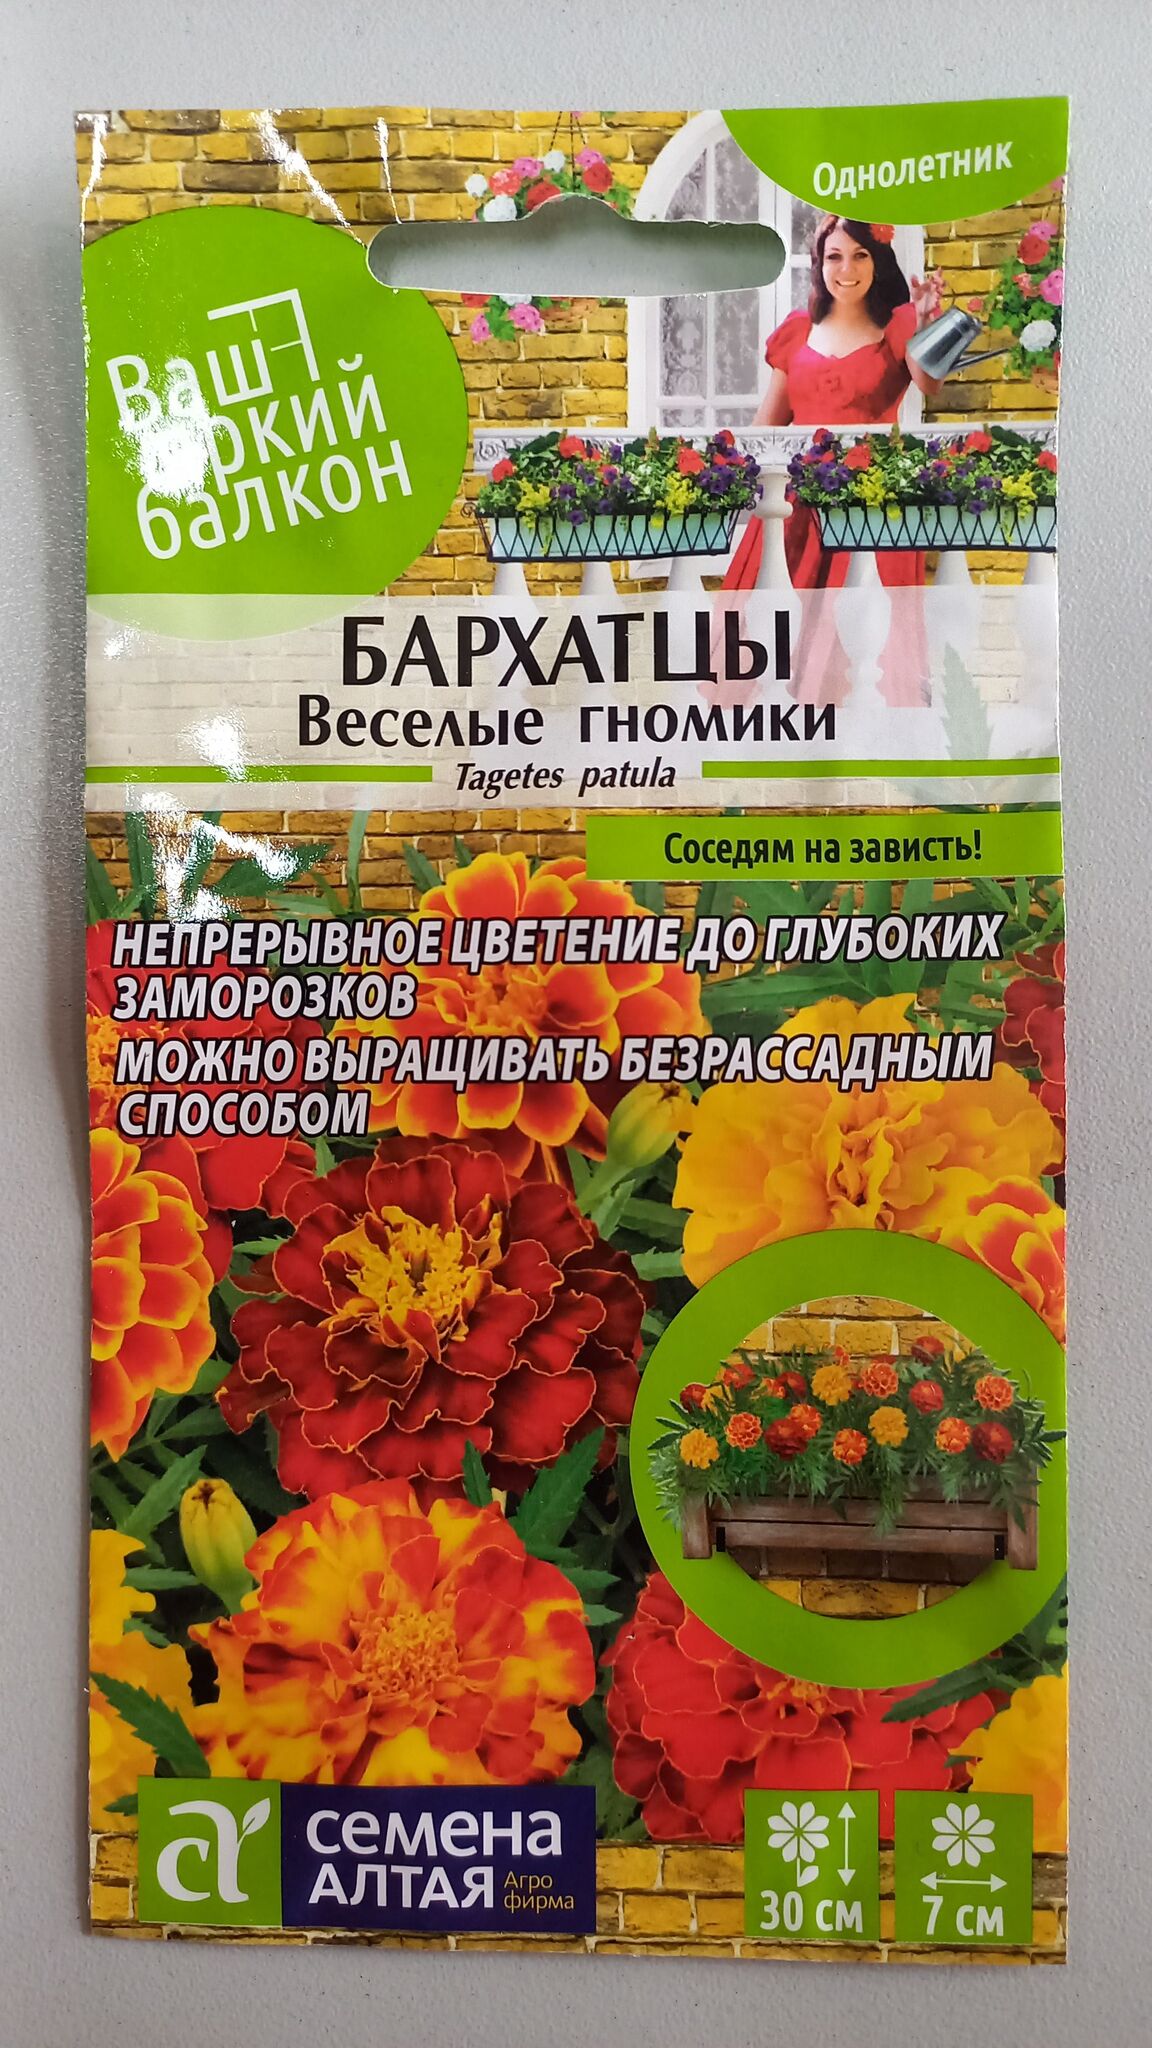 Однолетник
Ваш
балкон
БАРХАТЦЫ
Веселые гномики
Tagetes patula
Соседям на зависть!
НЕПРЕРЫВНОЕ ЦВЕТЕНИЕ ДО ГЛУБОКИХ
ЗАМОРОЗКОВ
МОЖНО ВЫРАЩИВАТЬ БЕЗРАССАДНЫМ
СПОСОБОМ
семена
АЛТАЯ
Агро
фирма
30 см
7 см